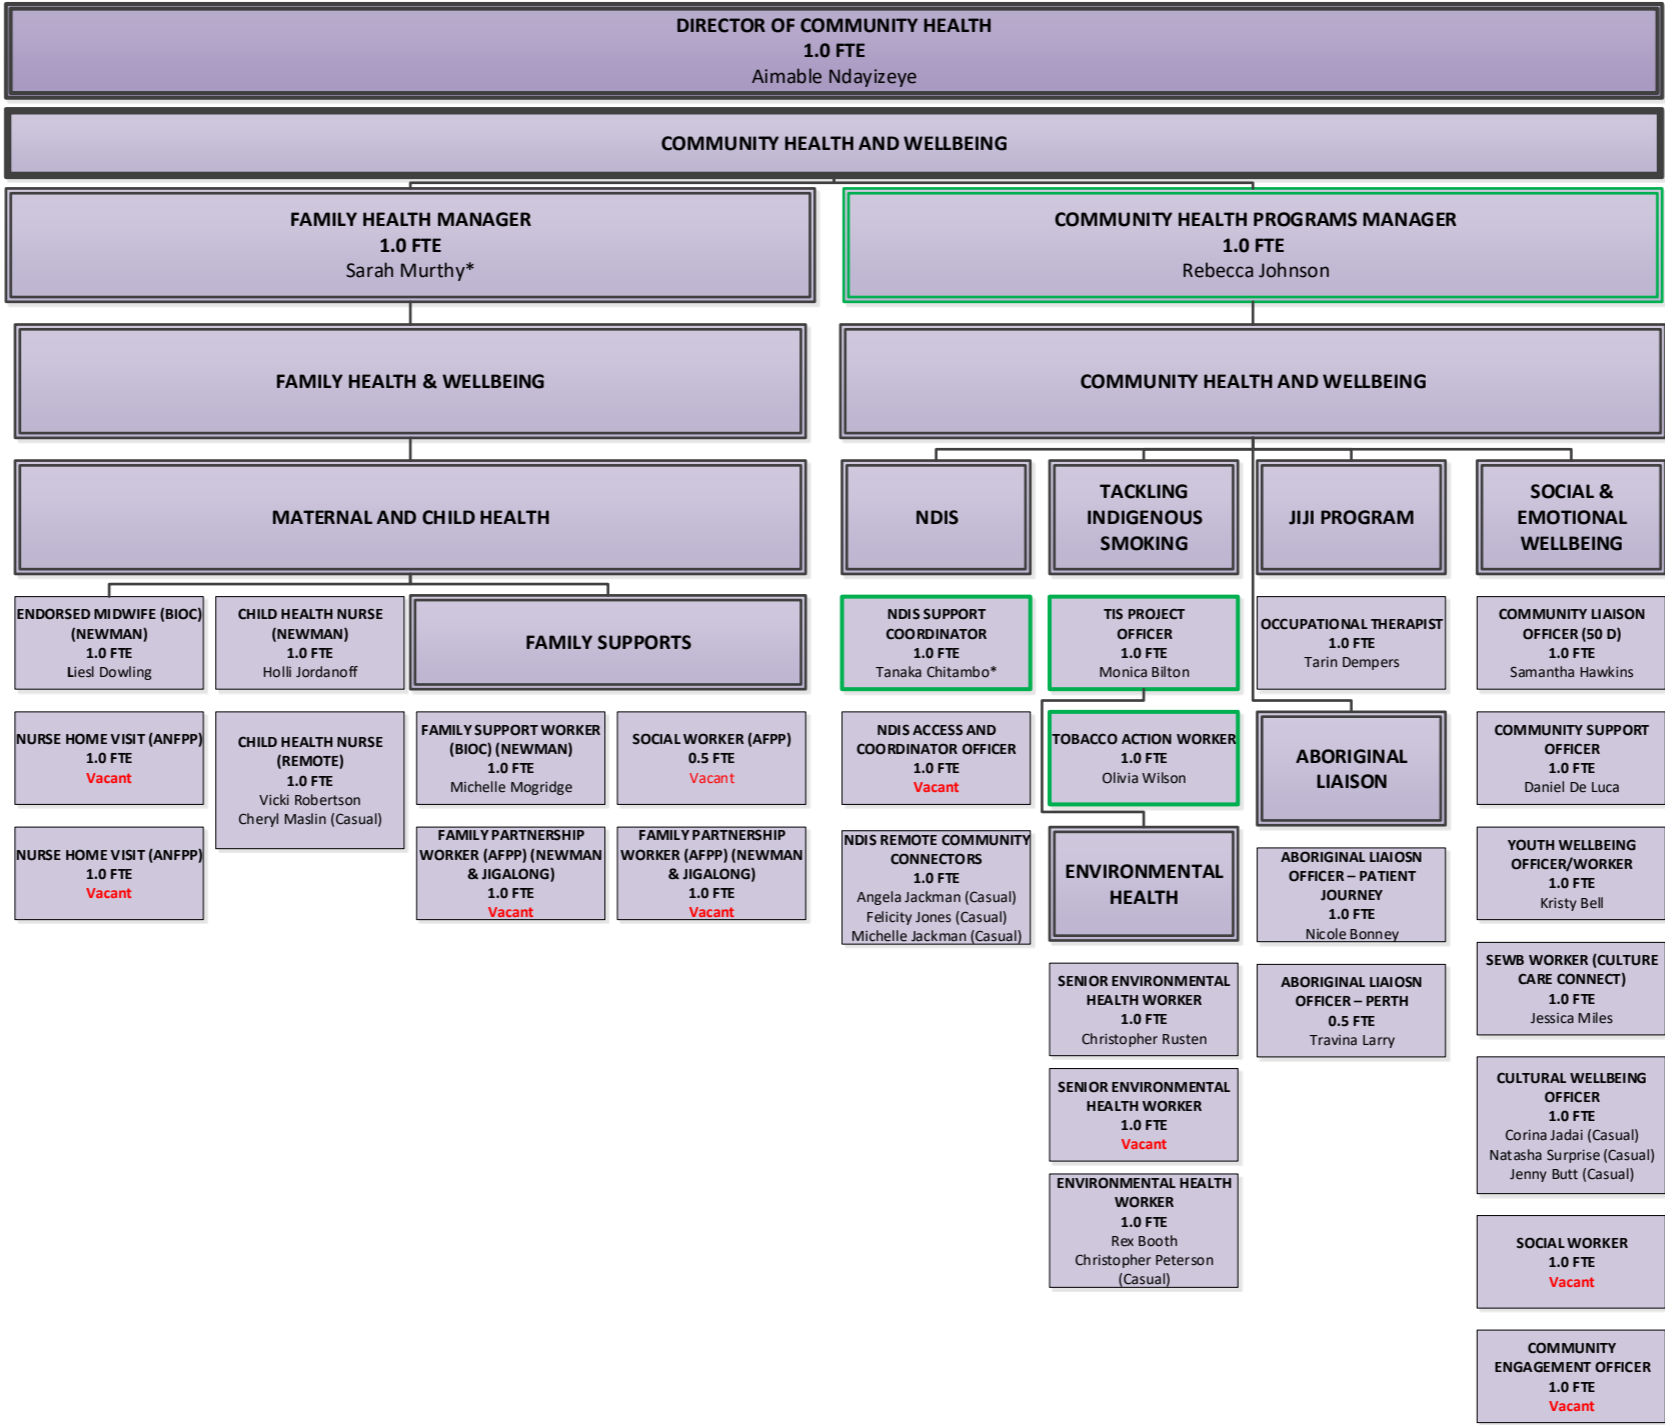 DIRECTOR OF COMMUNITY HEALTH
1.0 FTE
Aimable Ndayizeye
COMMUNITY HEALTH AND WELLBEING
FAMILY HEALTH MANAGER
1.0 FTE
Sarah Murthy*
COMMUNITY HEALTH PROGRAMS MANAGER
1.0 FTE
Rebecca Johnson
FAMILY HEALTH & WELLBEING
COMMUNITY HEALTH AND WELLBEING
MATERNAL AND CHILD HEALTH
NDIS
TACKLING
INDIGENOUS
SMOKING
JIJI PROGRAM
SOCIAL &
EMOTIONAL
WELLBEING
ENDORSED MIDWIFE (BIOC)
(NEWMAN)
1.0 FTE
Liesl Dowling
NURSE HOME VISIT (ANFPP)
1.0 FTE
Vacant
NURSE HOME VISIT (ANFPP)
1.0 FTE
Vacant
CHILD HEALTH NURSE
(NEWMAN)
1.0 FTE
Holli Jordanoff
CHILD HEALTH NURSE
(REMOTE)
1.0 FTE
Vicki Robertson
Cheryl Maslin (Casual)
FAMILY SUPPORTS
FAMILY SUPPORT WORKER
(BIOC) (NEWMAN)
1.0 FTE
Michelle Mogridge
SOCIAL WORKER (AFPP)
0.5 FTE
Vacant
FAMILY PARTNERSHIP
WORKER (AFPP) (NEWMAN
& JIGALONG)
1.0 FTE
Vacant
FAMILY PARTNERSHIP
WORKER (AFPP) (NEWMAN
& JIGALONG)
1.0 FTE
Vacant
NDIS SUPPORT
COORDINATOR
1.0 FTE
Tanaka Chitambo*
NDIS ACCESS AND
COORDINATOR OFFICER
1.0 FTE
Vacant
NDIS REMOTE COMMUNITY
CONNECTORS
1.0 FTE
Angela Jackman (Casual)
Felicity Jones (Casual)
Michelle Jackman (Casual)
TIS PROJECT
OFFICER
1.0 FTE
Monica Bilton
TOBACCO ACTION WORKER
1.0 FTE
Olivia Wilson
ENVIRONMENTAL
HEALTH
SENIOR ENVIRONMENTAL
HEALTH WORKER
1.0 FTE
Christopher Rusten
SENIOR ENVIRONMENTAL
HEALTH WORKER
1.0 FTE
Vacant
ENVIRONMENTAL HEALTH
WORKER
1.0 FTE
Rex Booth
Christopher Peterson
(Casual)
OCCUPATIONAL THERAPIST
1.0 FTE
Tarin Dempers
ABORIGINAL
LIAISON
ABORIGINAL LIAIOSN
OFFICER – PATIENT
JOURNEY
1.0 FTE
Nicole Bonney
ABORIGINAL LIAIOSN
OFFICER – PERTH
0.5 FTE
Travina Larry
COMMUNITY LIAISON
OFFICER (50 D)
1.0 FTE
Samantha Hawkins
COMMUNITY SUPPORT
OFFICER
1.0 FTE
Daniel De Luca
YOUTH WELLBEING
OFFICER/WORKER
1.0 FTE
Kristy Bell
SEWB WORKER (CULTURE
CARE CONNECT)
1.0 FTE
Jessica Miles
CULTURAL WELLBEING
OFFICER
1.0 FTE
Corina Jadai (Casual)
Natasha Surprise (Casual)
Jenny Butt (Casual)
SOCIAL WORKER
1.0 FTE
Vacant
COMMUNITY
ENGAGEMENT OFFICER
1.0 FTE
Vacant